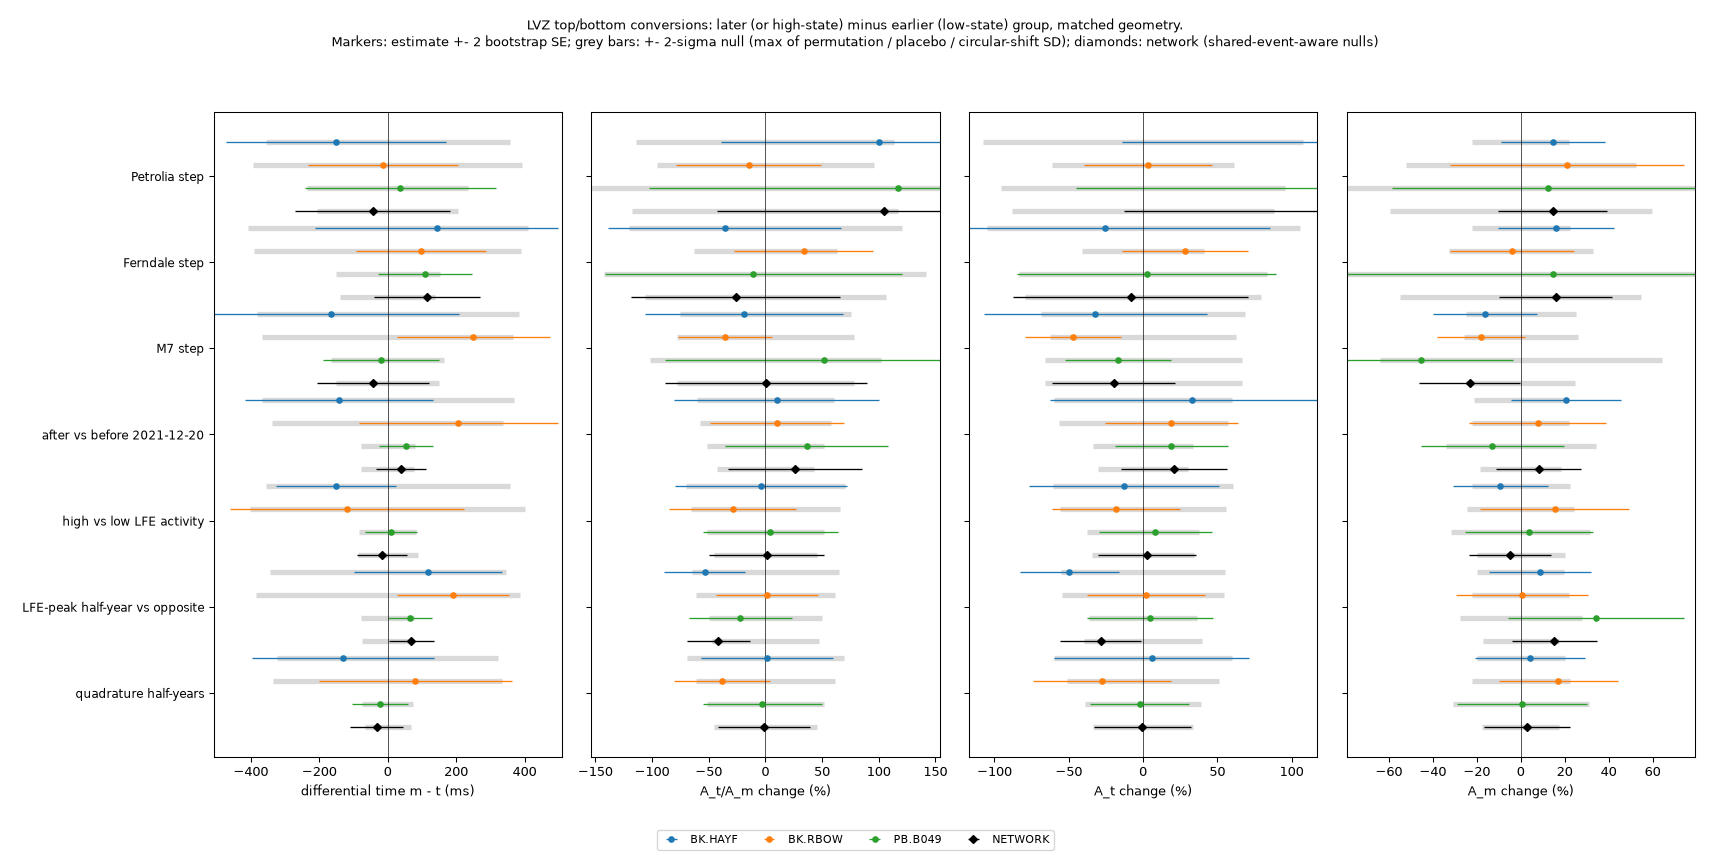 LVZ top/bottom conversions: later (or high-state) minus earlier (low-state) group, matched geometry.
Markers: estimate +- 2 bootstrap SE; grey bars: +- 2-sigma null (max of permutation / placebo / circular-shift SD); diamonds: network (shared-event-aware nulls)
Petrolia step
Ferndale step
M7 step
after vs before 2021-12-20
high vs low LFE activity
LFE-peak half-year vs opposite
quadrature half-years
−400 −200 0 200 400
differential time m - t (ms)
−150 −100 −50 0 50 100 150
A_t/A_m change (%)
−100 −50 0 50 100
A_t change (%)
−60 −40 −20 0 20 40 60
A_m change (%)
BK.HAYF BK.RBOW PB.B049 NETWORK